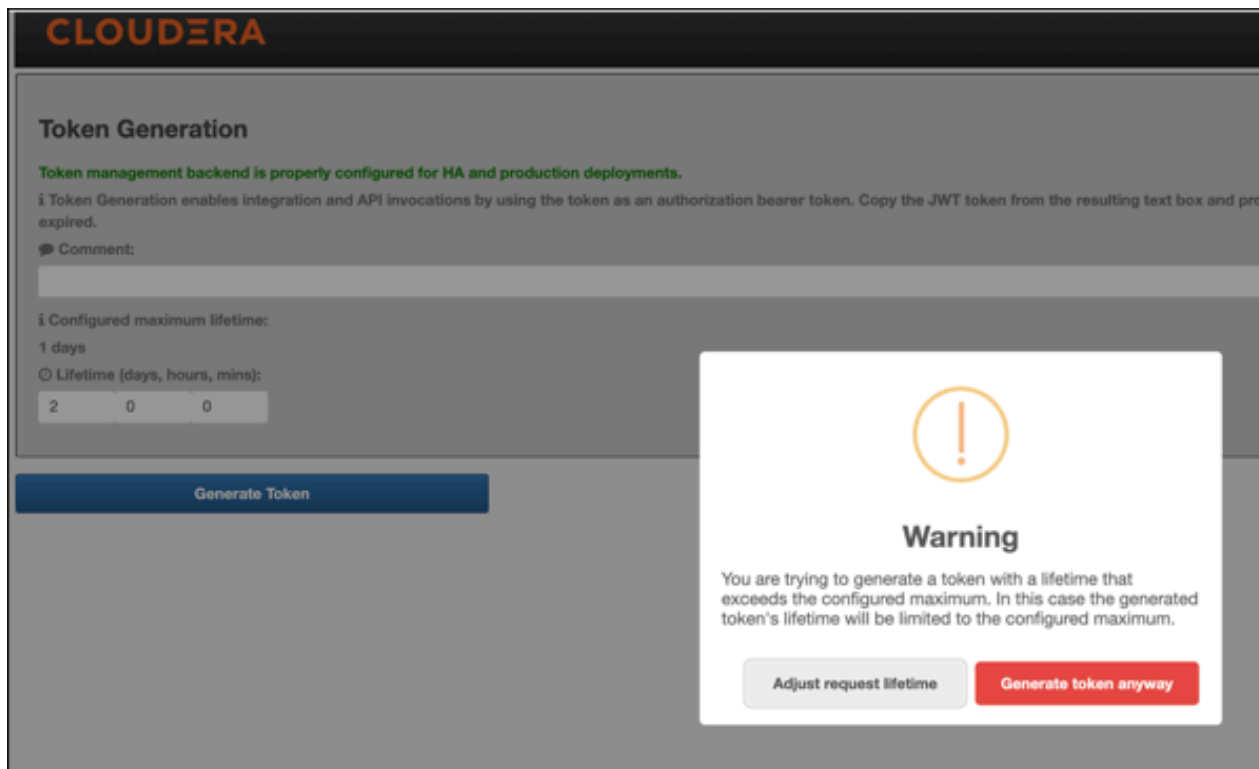 CLOUDERA
Token Generation
Token management backend is properly configured for HA and production deployments.
i Token Generation enables integration and API invocations by using the token as an authorization bearer token. Copy the JWT token from the resulting text box and pro
expired.
Comment:
i Configured maximum lifetime:
1 days
Lifetime (days, hours, mins):
2 0 0
Generate Token
Warning
You are trying to generate a token with a lifetime that
exceeds the configured maximum. In this case the generated
token's lifetime will be limited to the configured maximum.
Adjust request lifetime Generate token anyway